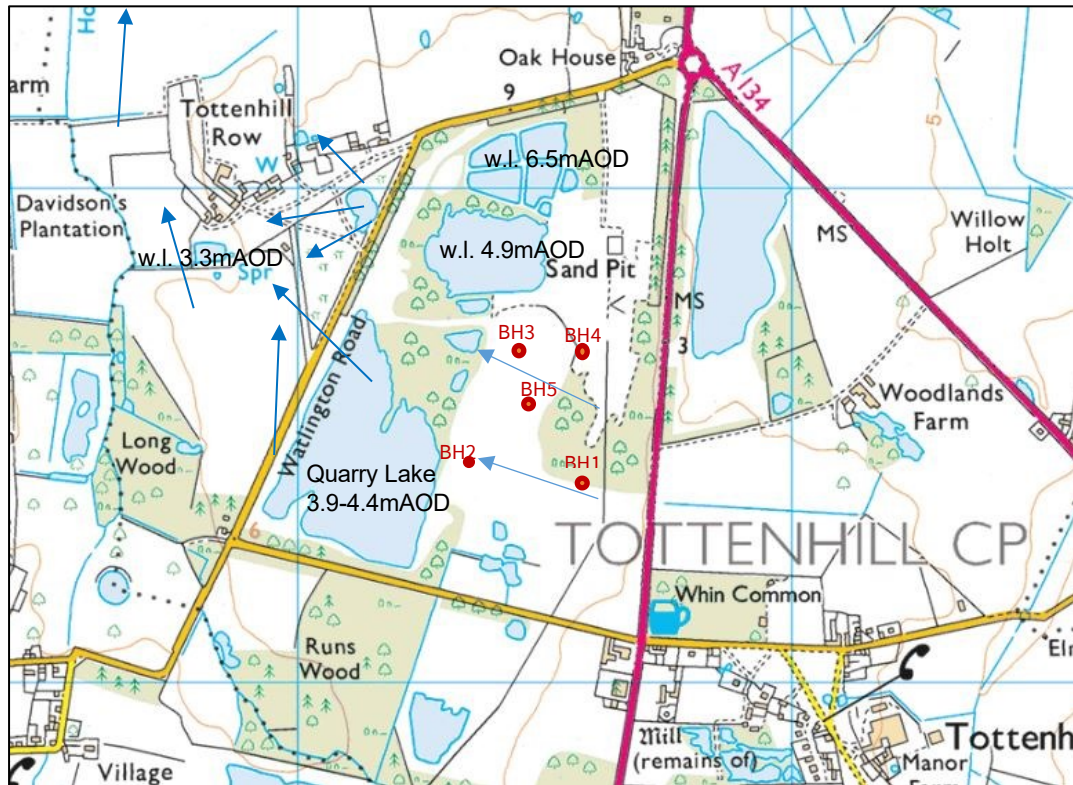 Ho
Oak House
A134
arm
9
Tottenhill
Row
W
w.l. 6.5mAOD
5
Davidson's
Plantation
w.l. 3.3mAOD
Spr
w.l. 4.9mAOD
Sand Pit
MS
Willow
Holt
MS
3
BH3
BH4
BH5
Watlington Road
Woodlands
Farm
Long
Wood
BH2
BH1
Quarry Lake
3.9-4.4mAOD
6
TOTTENHILL CP
Whin Common
Runs
Wood
Elm
Mill
(remains of)
Tottenh
Manor
Farm
Village